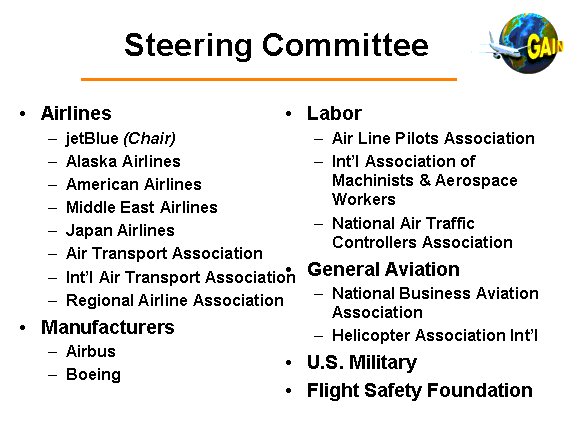 Steering Committee
GAIN
• Airlines
– jetBlue (Chair)
– Alaska Airlines
– American Airlines
– Middle East Airlines
– Japan Airlines
– Air Transport Association
– Int'l Air Transport Association
– Regional Airline Association
• Manufacturers
– Airbus
– Boeing
• Labor
– Air Line Pilots Association
– Int'l Association of
Machinists & Aerospace
Workers
– National Air Traffic
Controllers Association
• General Aviation
– National Business Aviation
Association
– Helicopter Association Int'l
• U.S. Military
• Flight Safety Foundation